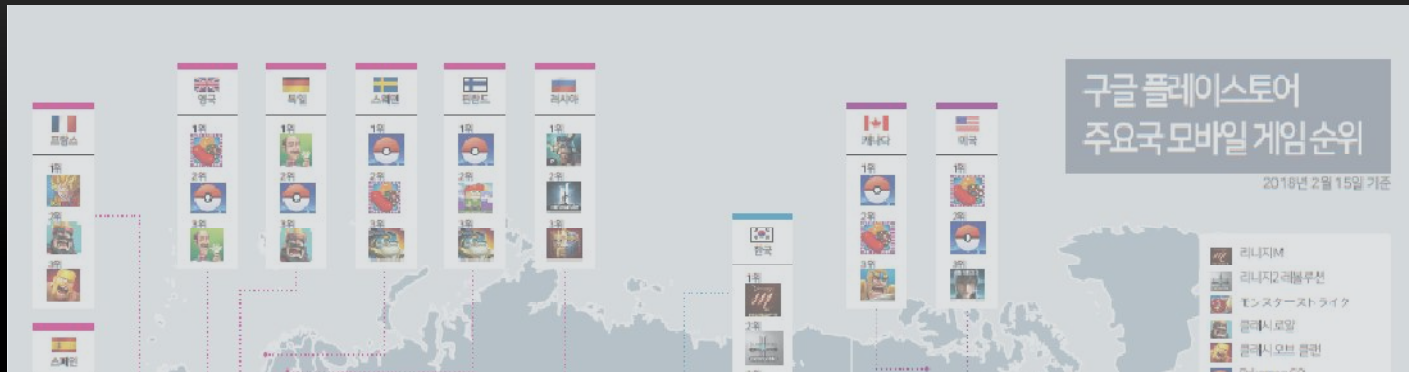 구글 플레이스토어
주요국 모바일 게임 순위
2018년 2월 15일 기준
프랑스
1위
2위
3위
영국
1위
2위
3위
독일
1위
2위
3위
스웨덴
1위
2위
3위
핀란드
1위
2위
3위
러시아
1위
2위
3위
캐나다
1위
2위
3위
미국
1위
2위
3위
한국
1위
2위
스페인
리니지M
리니지2 레볼루션
モンスターストライク
클래시 로얄
클래시 오브 클랜